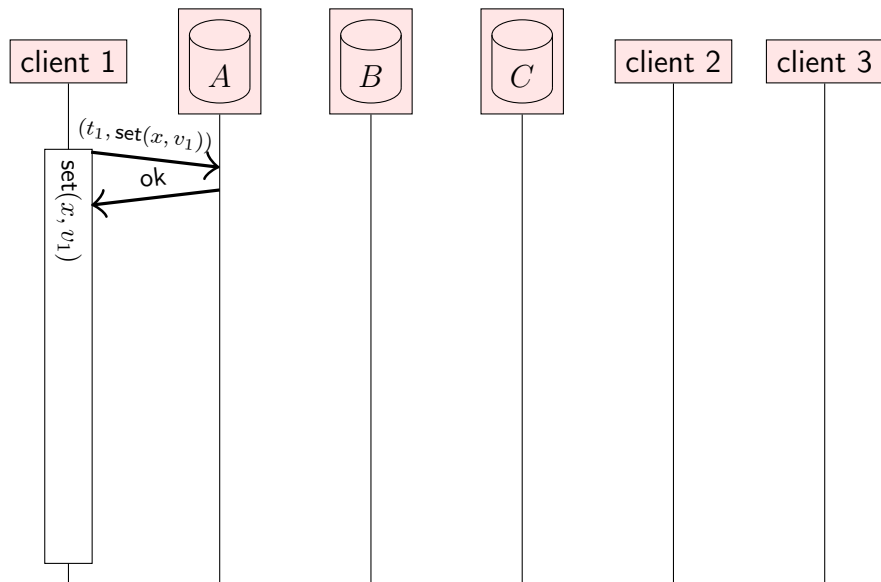 client 1
A
B
C
client 2
client 3
(t₁, set(x, v₁))
ok
set(x, v₁)